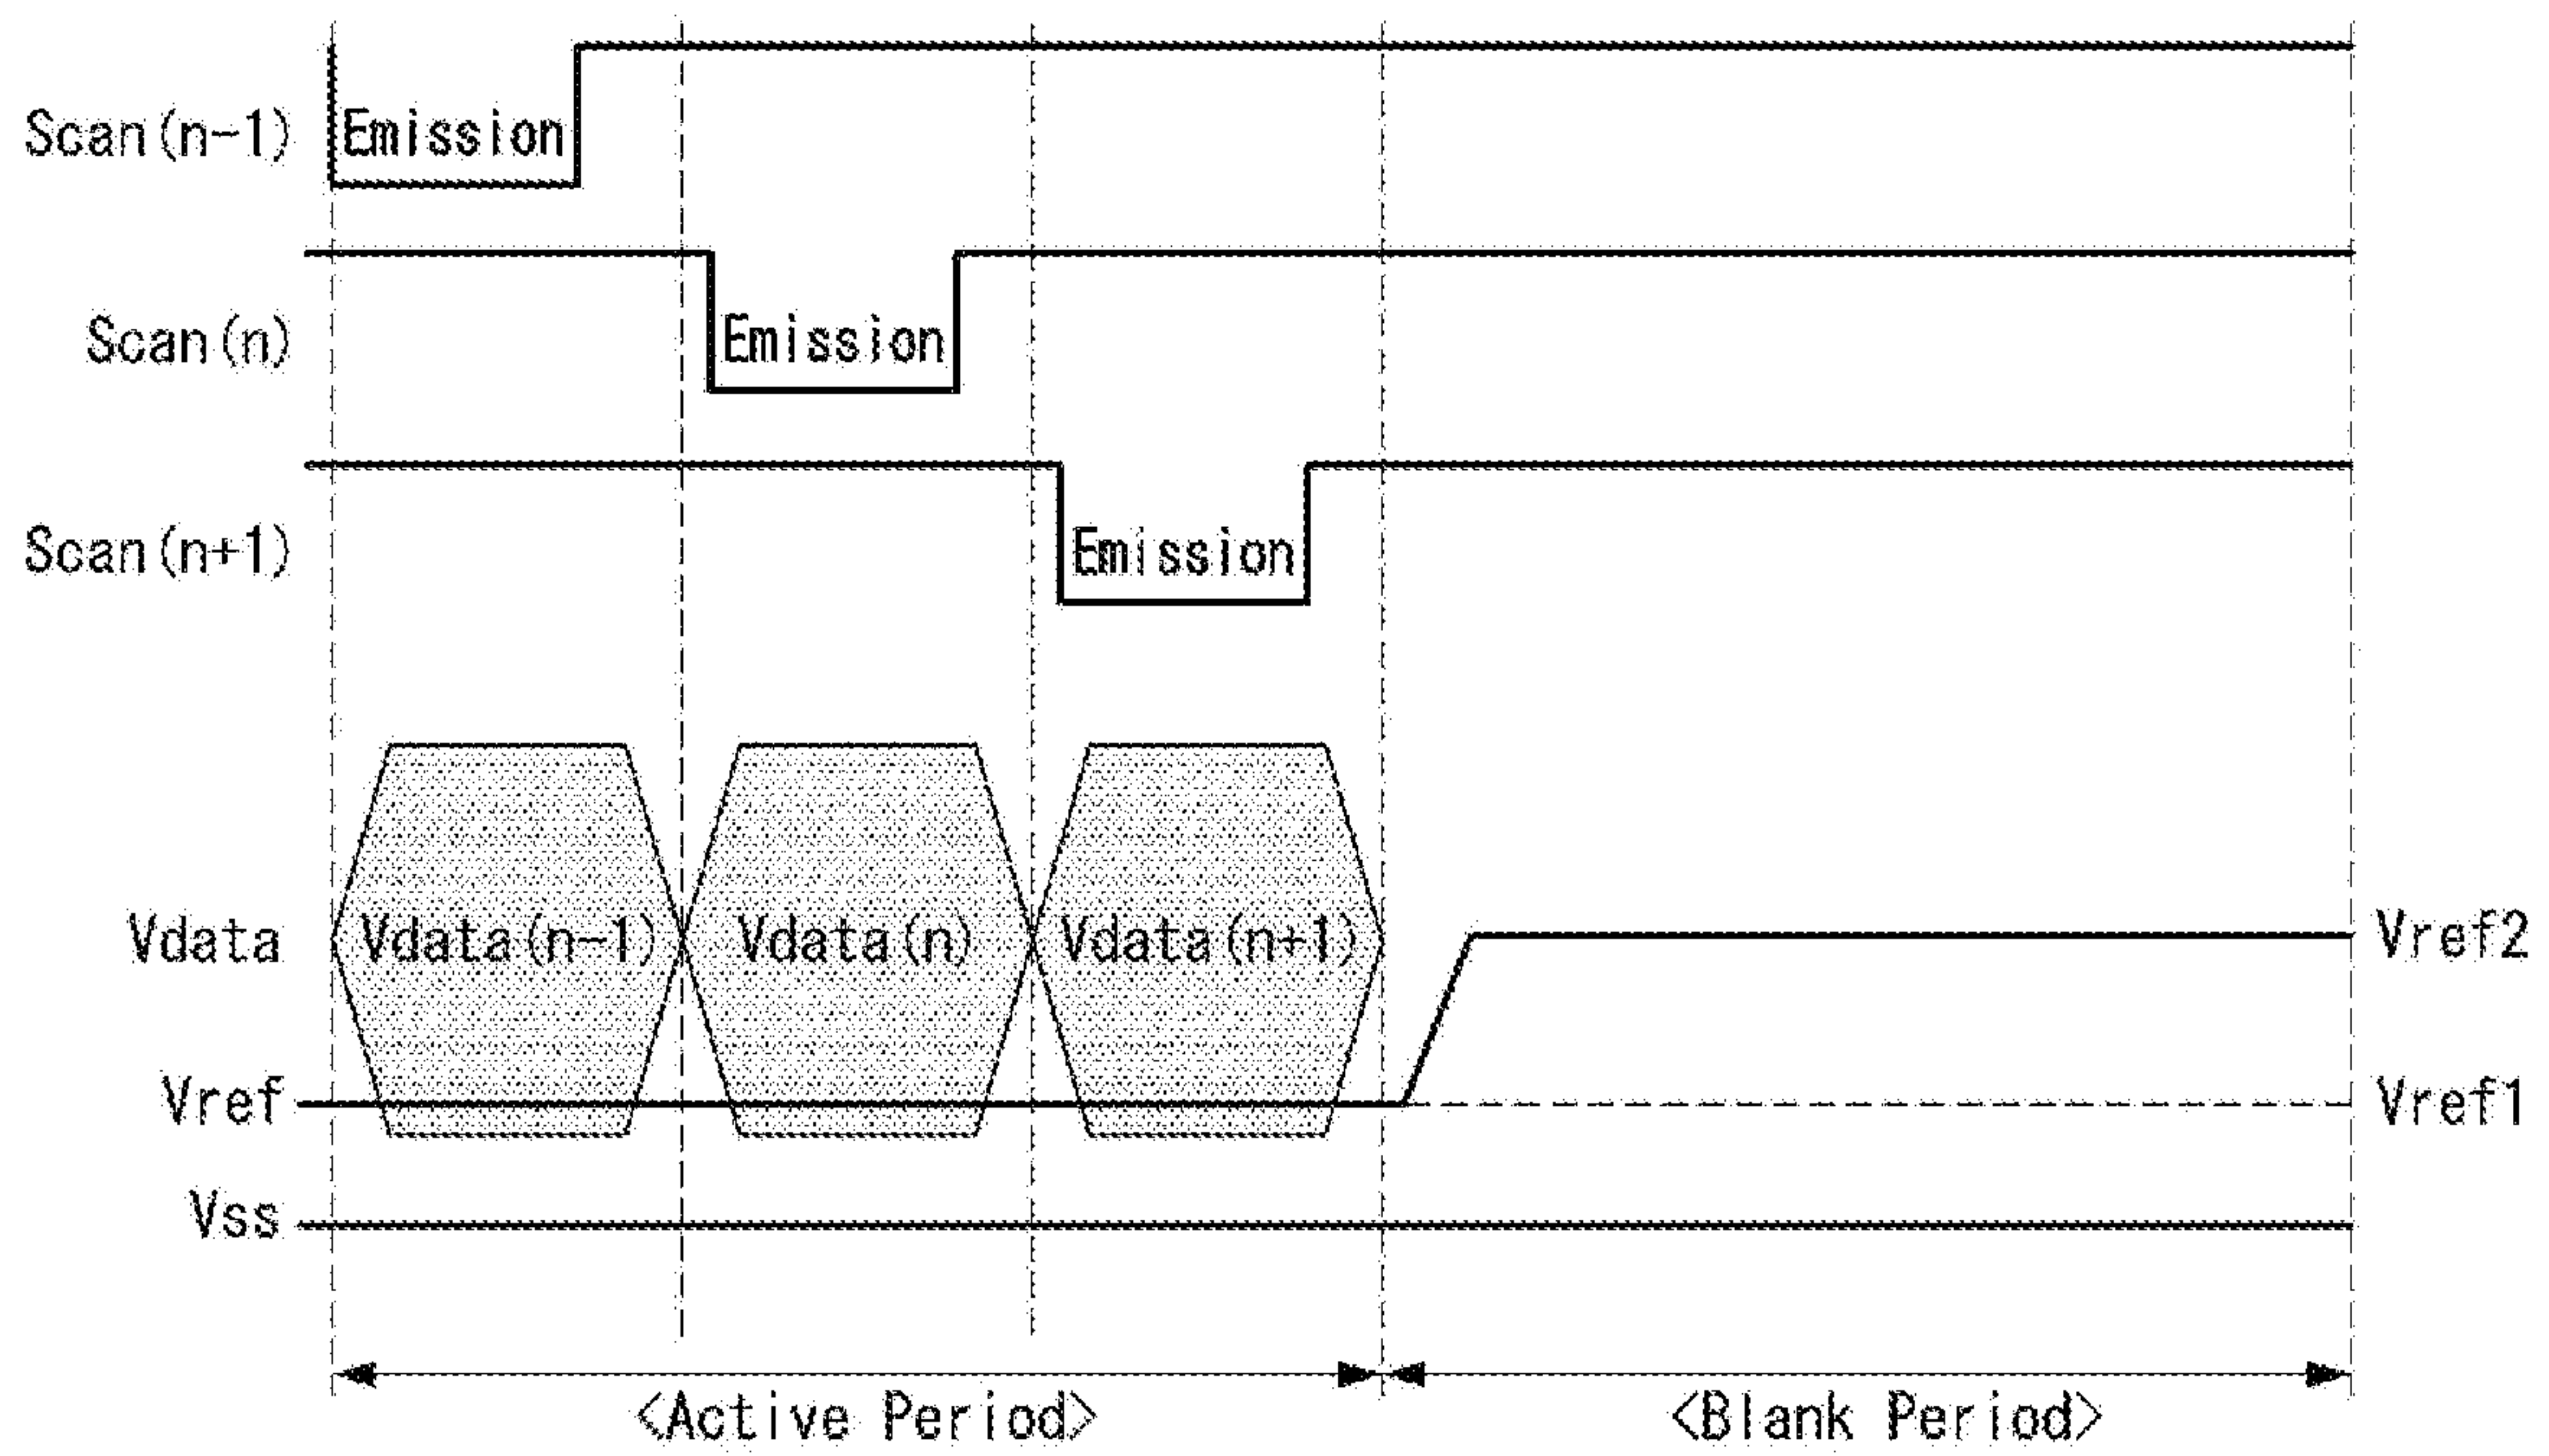 Scan(n-1) Emission
Scan(n) Emission
Scan(n+1) Emission
Vdata Vdata(n-1) Vdata(n) Vdata(n+1) Vref2
Vref Vref1
Vss
<Active Period> <Blank Period>